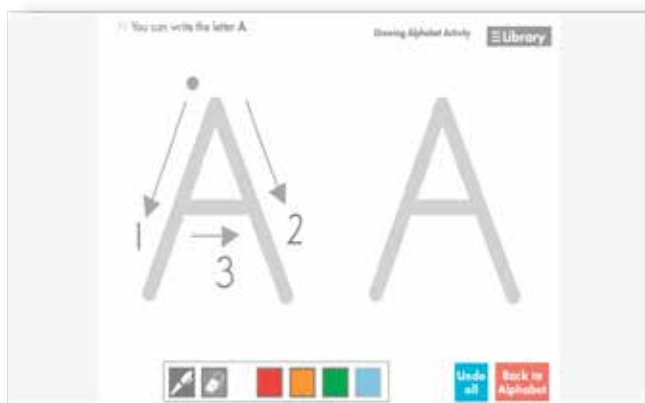 You can write the letter A.
Drawing Alphabet Activity
Library
A A
1
2
3
Undo
all
Back to
Alphabet